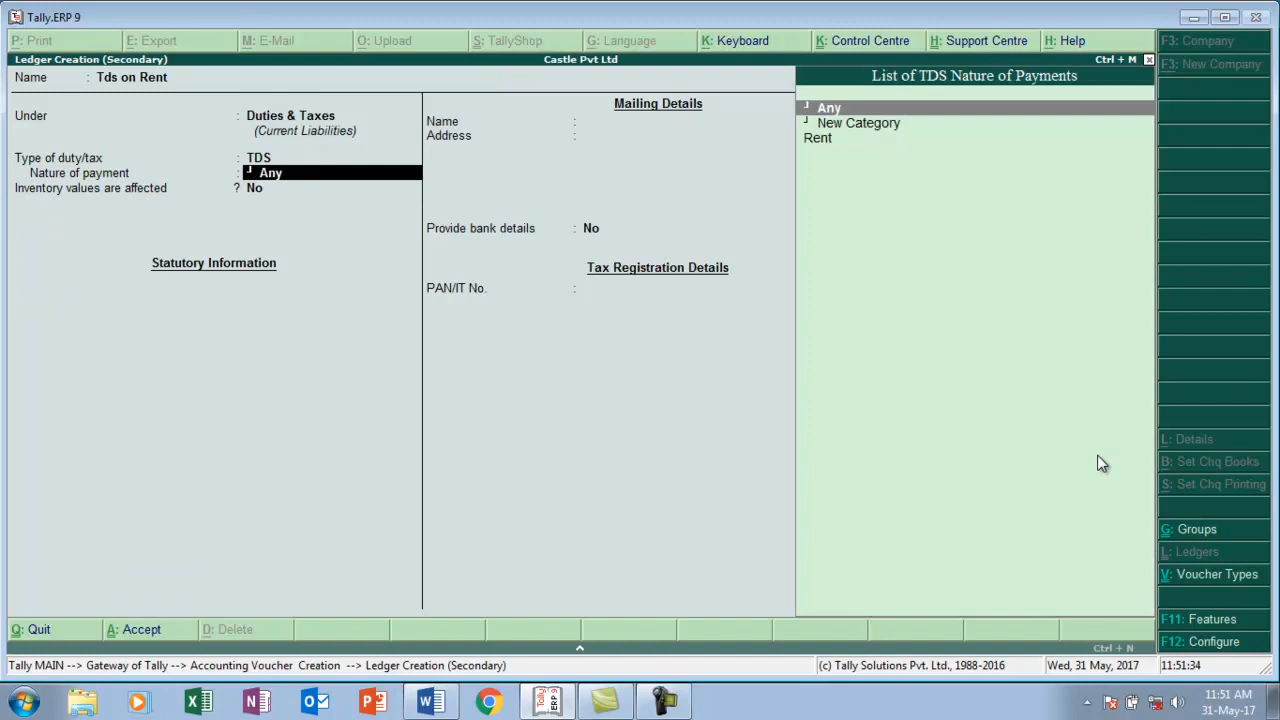 Tally.ERP 9
P: Print E: Export M: E-Mail O: Upload S: TallyShop G: Language K: Keyboard K: Control Centre H: Support Centre H: Help F3: Company
Ledger Creation (Secondary) Castle Pvt Ltd Ctrl + M
F3: New Company
Name : Tds on Rent
List of TDS Nature of Payments
Under : Duties & Taxes
(Current Liabilities)
Type of duty/tax : TDS
Nature of payment : ┘ Any
Inventory values are affected ? No
Statutory Information
Mailing Details
Name :
Address :
Provide bank details : No
Tax Registration Details
PAN/IT No. :
┘ Any
┘ New Category
Rent
L: Details
B: Set Chq Books
S: Set Chq Printing
G: Groups
L: Ledgers
V: Voucher Types
F11: Features
F12: Configure
Q: Quit A: Accept D: Delete
Ctrl + N
Tally MAIN --> Gateway of Tally --> Accounting Voucher Creation --> Ledger Creation (Secondary) (c) Tally Solutions Pvt. Ltd., 1988-2016 Wed, 31 May, 2017 11:51:34
Tally
ERP 9
11:51 AM
31-May-17